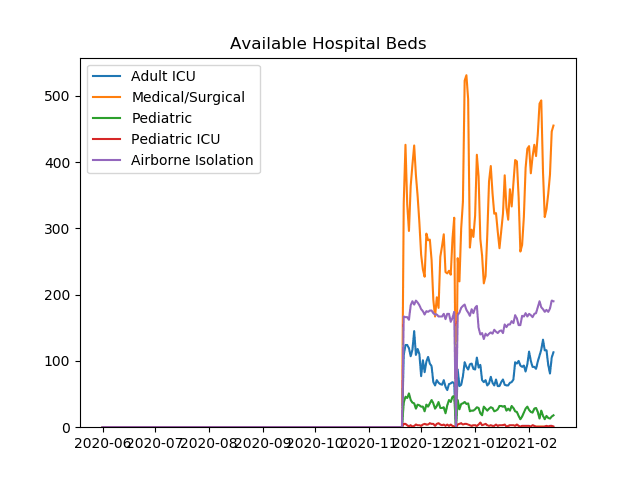 Available Hospital Beds
Adult ICU
Medical/Surgical
Pediatric
Pediatric ICU
Airborne Isolation
500
400
300
200
100
0
2020-06 2020-07 2020-08 2020-09 2020-10 2020-11 2020-12 2021-01 2021-02